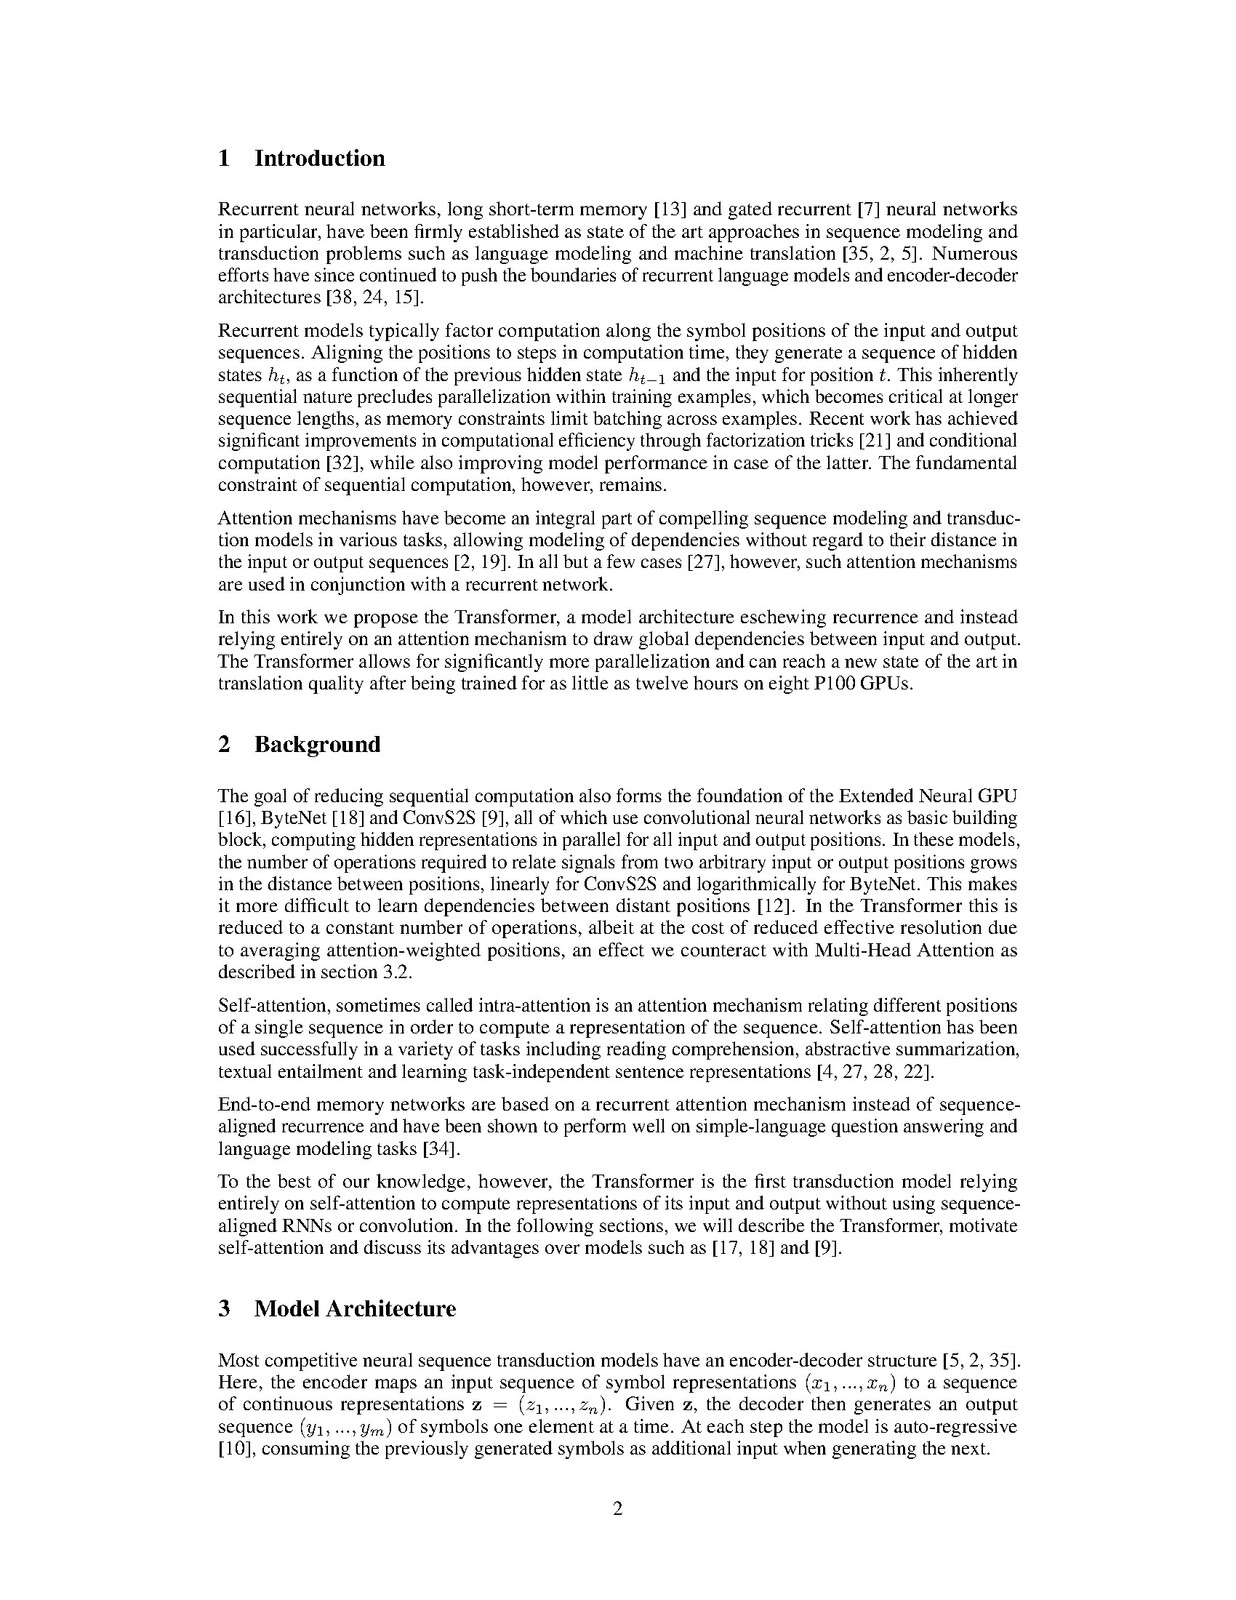 1 Introduction
Recurrent neural networks, long short-term memory [13] and gated recurrent [7] neural networks
in particular, have been firmly established as state of the art approaches in sequence modeling and
transduction problems such as language modeling and machine translation [35, 2, 5]. Numerous
efforts have since continued to push the boundaries of recurrent language models and encoder-decoder
architectures [38, 24, 15].
Recurrent models typically factor computation along the symbol positions of the input and output
sequences. Aligning the positions to steps in computation time, they generate a sequence of hidden
states hₜ, as a function of the previous hidden state hₜ₋₁ and the input for position t. This inherently
sequential nature precludes parallelization within training examples, which becomes critical at longer
sequence lengths, as memory constraints limit batching across examples. Recent work has achieved
significant improvements in computational efficiency through factorization tricks [21] and conditional
computation [32], while also improving model performance in case of the latter. The fundamental
constraint of sequential computation, however, remains.
Attention mechanisms have become an integral part of compelling sequence modeling and transduc-
tion models in various tasks, allowing modeling of dependencies without regard to their distance in
the input or output sequences [2, 19]. In all but a few cases [27], however, such attention mechanisms
are used in conjunction with a recurrent network.
In this work we propose the Transformer, a model architecture eschewing recurrence and instead
relying entirely on an attention mechanism to draw global dependencies between input and output.
The Transformer allows for significantly more parallelization and can reach a new state of the art in
translation quality after being trained for as little as twelve hours on eight P100 GPUs.
2 Background
The goal of reducing sequential computation also forms the foundation of the Extended Neural GPU
[16], ByteNet [18] and ConvS2S [9], all of which use convolutional neural networks as basic building
block, computing hidden representations in parallel for all input and output positions. In these models,
the number of operations required to relate signals from two arbitrary input or output positions grows
in the distance between positions, linearly for ConvS2S and logarithmically for ByteNet. This makes
it more difficult to learn dependencies between distant positions [12]. In the Transformer this is
reduced to a constant number of operations, albeit at the cost of reduced effective resolution due
to averaging attention-weighted positions, an effect we counteract with Multi-Head Attention as
described in section 3.2.
Self-attention, sometimes called intra-attention is an attention mechanism relating different positions
of a single sequence in order to compute a representation of the sequence. Self-attention has been
used successfully in a variety of tasks including reading comprehension, abstractive summarization,
textual entailment and learning task-independent sentence representations [4, 27, 28, 22].
End-to-end memory networks are based on a recurrent attention mechanism instead of sequence-
aligned recurrence and have been shown to perform well on simple-language question answering and
language modeling tasks [34].
To the best of our knowledge, however, the Transformer is the first transduction model relying
entirely on self-attention to compute representations of its input and output without using sequence-
aligned RNNs or convolution. In the following sections, we will describe the Transformer, motivate
self-attention and discuss its advantages over models such as [17, 18] and [9].
3 Model Architecture
Most competitive neural sequence transduction models have an encoder-decoder structure [5, 2, 35].
Here, the encoder maps an input sequence of symbol representations (x₁, ..., xₙ) to a sequence
of continuous representations z = (z₁, ..., zₙ). Given z, the decoder then generates an output
sequence (y₁, ..., yₘ) of symbols one element at a time. At each step the model is auto-regressive
[10], consuming the previously generated symbols as additional input when generating the next.
2